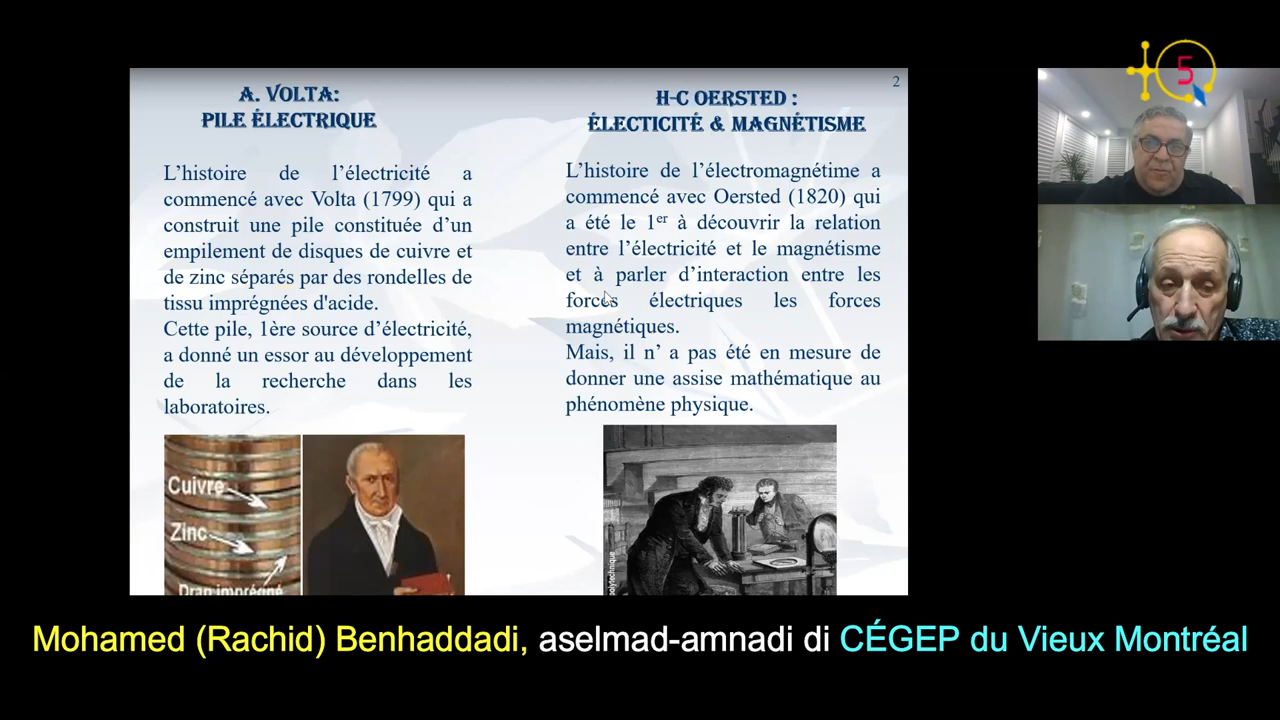 2
A. VOLTA:
PILE ÉLECTRIQUE
L’histoire de l’électricité a
commencé avec Volta (1799) qui a
construit une pile constituée d’un
empilement de disques de cuivre et
de zinc séparés par des rondelles de
tissu imprégnées d'acide.
Cette pile, 1ère source d’électricité,
a donné un essor au développement
de la recherche dans les
laboratoires.
Cuivre
Zinc
Drap imprégné
H-C OERSTED :
ÉLECTICITÉ & MAGNÉTISME
L’histoire de l’électromagnétime a
commencé avec Oersted (1820) qui
a été le 1er à découvrir la relation
entre l’électricité et le magnétisme
et à parler d’interaction entre les
forces électriques les forces
magnétiques.
Mais, il n’ a pas été en mesure de
donner une assise mathématique au
phénomène physique.
polytechnique
5
Mohamed (Rachid) Benhaddadi, aselmad-amnadi di CÉGEP du Vieux Montréal